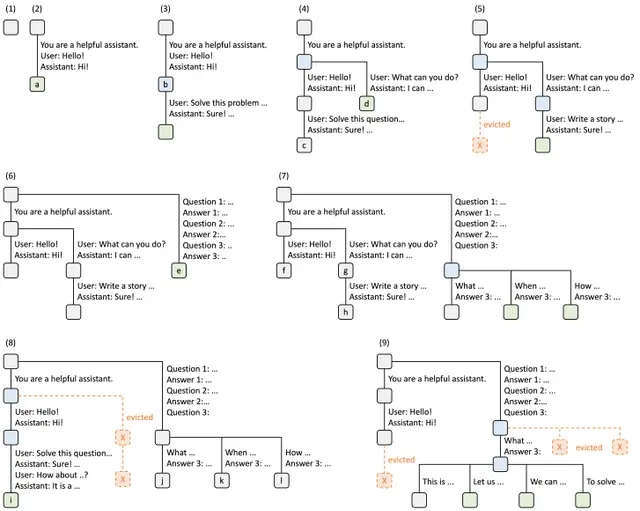 (1)
(2)
You are a helpful assistant.
User: Hello!
Assistant: Hi!
a
(3)
You are a helpful assistant.
User: Hello!
Assistant: Hi!
b
User: Solve this problem ...
Assistant: Sure! ...
(4)
You are a helpful assistant.
User: Hello!
Assistant: Hi!
User: What can you do?
Assistant: I can ...
d
User: Solve this question...
Assistant: Sure! ...
c
(5)
You are a helpful assistant.
User: Hello!
Assistant: Hi!
User: What can you do?
Assistant: I can ...
evicted
X
User: Write a story ...
Assistant: Sure! ...
(6)
You are a helpful assistant.
User: Hello!
Assistant: Hi!
User: What can you do?
Assistant: I can ...
User: Write a story ...
Assistant: Sure! ...
Question 1: ...
Answer 1: ...
Question 2: ...
Answer 2:...
Question 3: ..
Answer 3: ..
e
(7)
You are a helpful assistant.
User: Hello!
Assistant: Hi!
f
User: What can you do?
Assistant: I can ...
g
User: Write a story ...
Assistant: Sure! ...
h
Question 1: ...
Answer 1: ...
Question 2: ...
Answer 2:...
Question 3:
What ...
Answer 3: ...
When ...
Answer 3: ...
How ...
Answer 3: ...
(8)
You are a helpful assistant.
User: Hello!
Assistant: Hi!
evicted
X
X
User: Solve this question...
Assistant: Sure! ...
User: How about ..?
Assistant: It is a ...
i
Question 1: ...
Answer 1: ...
Question 2: ...
Answer 2:...
Question 3:
What ...
Answer 3: ...
When ...
Answer 3: ...
How ...
Answer 3: ...
j
k
l
(9)
You are a helpful assistant.
User: Hello!
Assistant: Hi!
evicted
X
Question 1: ...
Answer 1: ...
Question 2: ...
Answer 2:...
Question 3:
What ...
Answer 3:
X
evicted
X
This is ...
Let us ...
We can ...
To solve ...